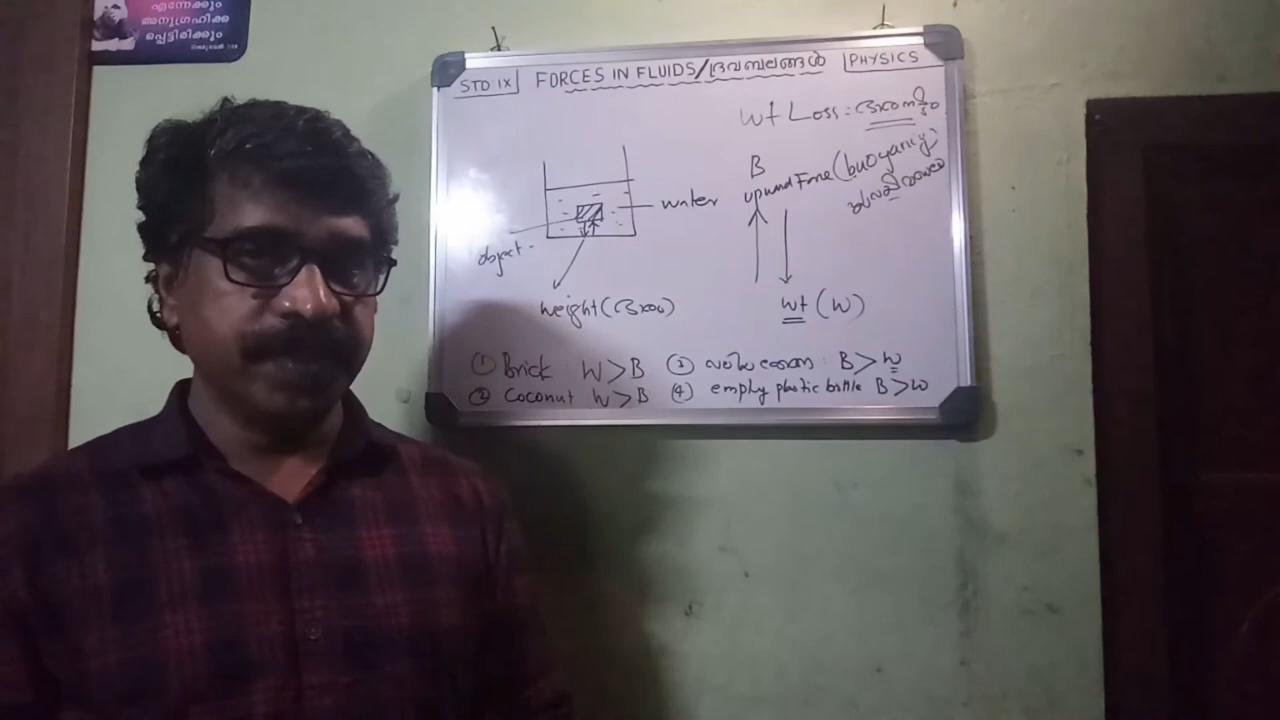 എന്നേക്കും
അനുഗ്രഹിക്ക
പ്പെട്ടിരിക്കും
STD IX
FORCES IN FLUIDS/ദ്രവബലങ്ങൾ
PHYSICS
Wt Loss :
B
upward Force (buoyancy)
water
object
weight (ഭാരം)
wt (W)
① Brick W>B
② Coconut W>B
③ B>W
④ empty plastic bottle B>W